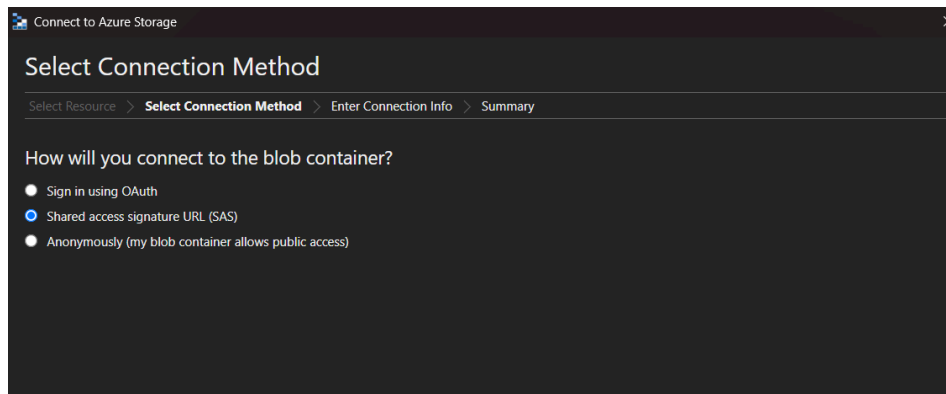 Connect to Azure Storage
Select Connection Method
Select Resource > Select Connection Method > Enter Connection Info > Summary
How will you connect to the blob container?
Sign in using OAuth
Shared access signature URL (SAS)
Anonymously (my blob container allows public access)